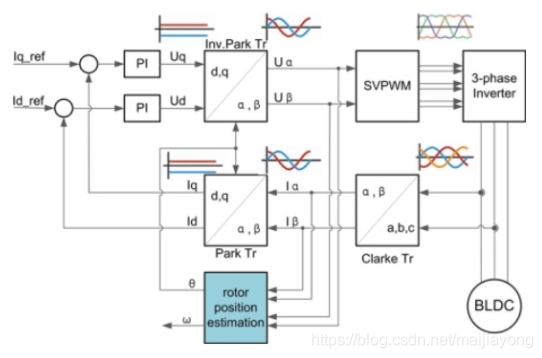 Inv.Park Tr
Iq_ref
PI
Uq
d,q
U α
SVPWM
3-phase
Inverter
Id_ref
PI
Ud
α , β
U β
Iq
d,q
I α
α , β
Id
α , β
I β
a,b,c
Park Tr
Clarke Tr
θ
rotor
position
estimation
ω
BLDC
https://blog.csdn.net/maijiayong